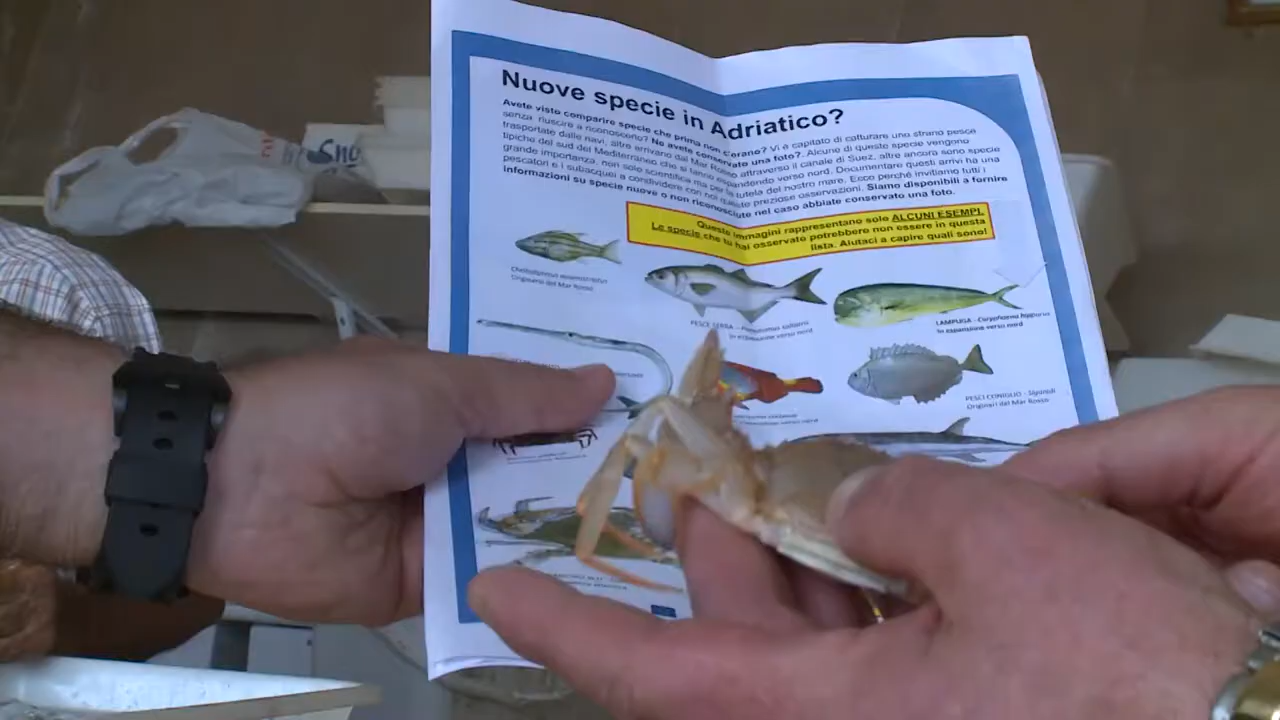 Nuove specie in Adriatico?
Avete visto comparire specie che prima non c'erano? Vi è capitato di catturare uno strano pesce
senza riuscire a riconoscerlo? No avete conservate una foto?. Alcune di queste specie vengono
trasportate dalle navi, altre arrivano dal Mar Rosso attraverso il canale di Suez, altre ancora sono specie
tipiche del sud del Mediterraneo che si fanno espandendo verso nord. Documentare questi arrivi ha una
grande importanza, non solo scientifica ma per la tutela del nostro mare. Ecco perché invitiamo tutti i
pescatori e i subacquei a condividere con noi queste preziose osservazioni. Siamo disponibili a fornire
informazioni su specie nuove o non riconosciute nel caso abbiate conservato una foto.
Queste immagini rappresentano solo ALCUNI ESEMPI.
Le specie che tu hai osservato potrebbero non essere in questa
lista. Aiutaci a capire quali sono!
Originari del Mar Rosso
PESCE SERRA - Pomatomus saltatrix
In espansione verso nord
LAMPUGA - Coryphaena hippurus
In espansione verso nord
PESCI CONIGLIO - Siganidi
Originari del Mar Rosso
verso nord